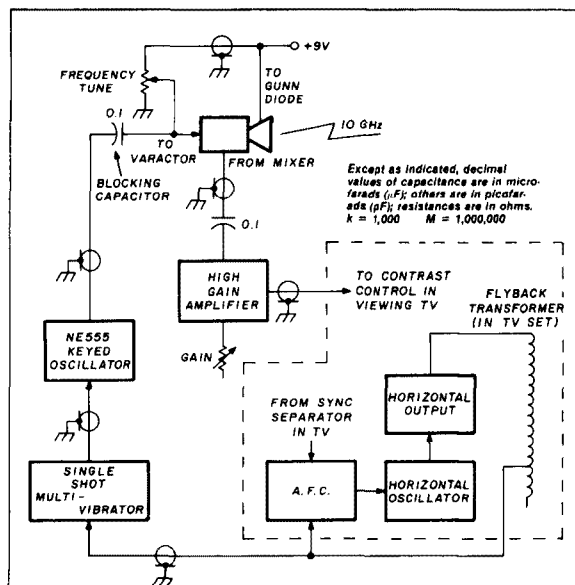 +9V
FREQUENCY
TUNE
TO
GUNN
DIODE
0.1
TO
VARACTOR
10 GHz
FROM MIXER
BLOCKING
CAPACITOR
Except as indicated, decimal
values of capacitance are in micro-
farads (µF); others are in picofa-
rads (pF); resistances are in ohms.
k = 1,000 M = 1,000,000
0.1
HIGH
GAIN
AMPLIFIER
TO CONTRAST
CONTROL IN
VIEWING TV
FLYBACK
TRANSFORMER
(IN TV SET)
GAIN
NE555
KEYED
OSCILLATOR
HORIZONTAL
OUTPUT
FROM SYNC
SEPARATOR
IN TV
SINGLE
SHOT
MULTI-
VIBRATOR
A.F.C.
HORIZONTAL
OSCILLATOR